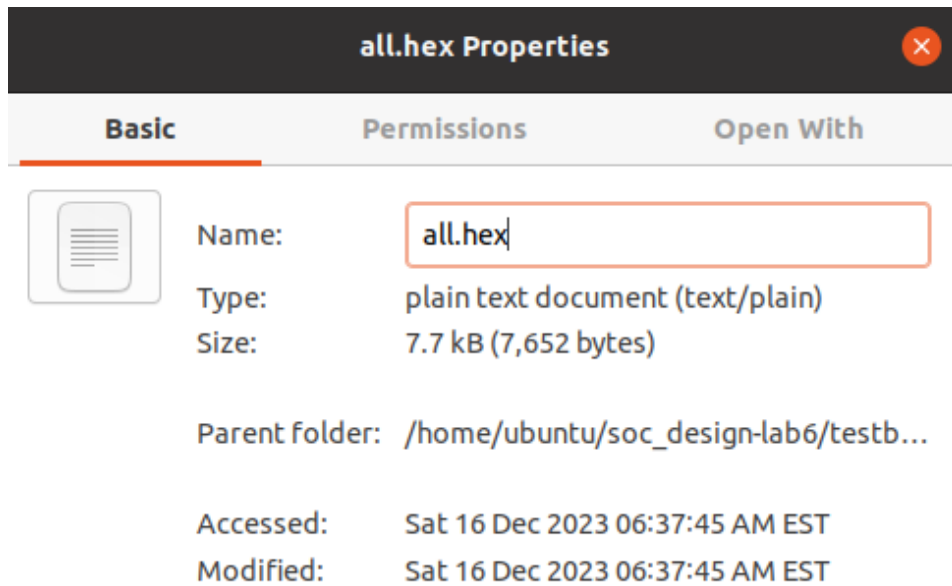 all.hex Properties
Basic Permissions Open With
Name: all.hex
Type: plain text document (text/plain)
Size: 7.7 kB (7,652 bytes)
Parent folder: /home/ubuntu/soc_design-lab6/testb…
Accessed: Sat 16 Dec 2023 06:37:45 AM EST
Modified: Sat 16 Dec 2023 06:37:45 AM EST